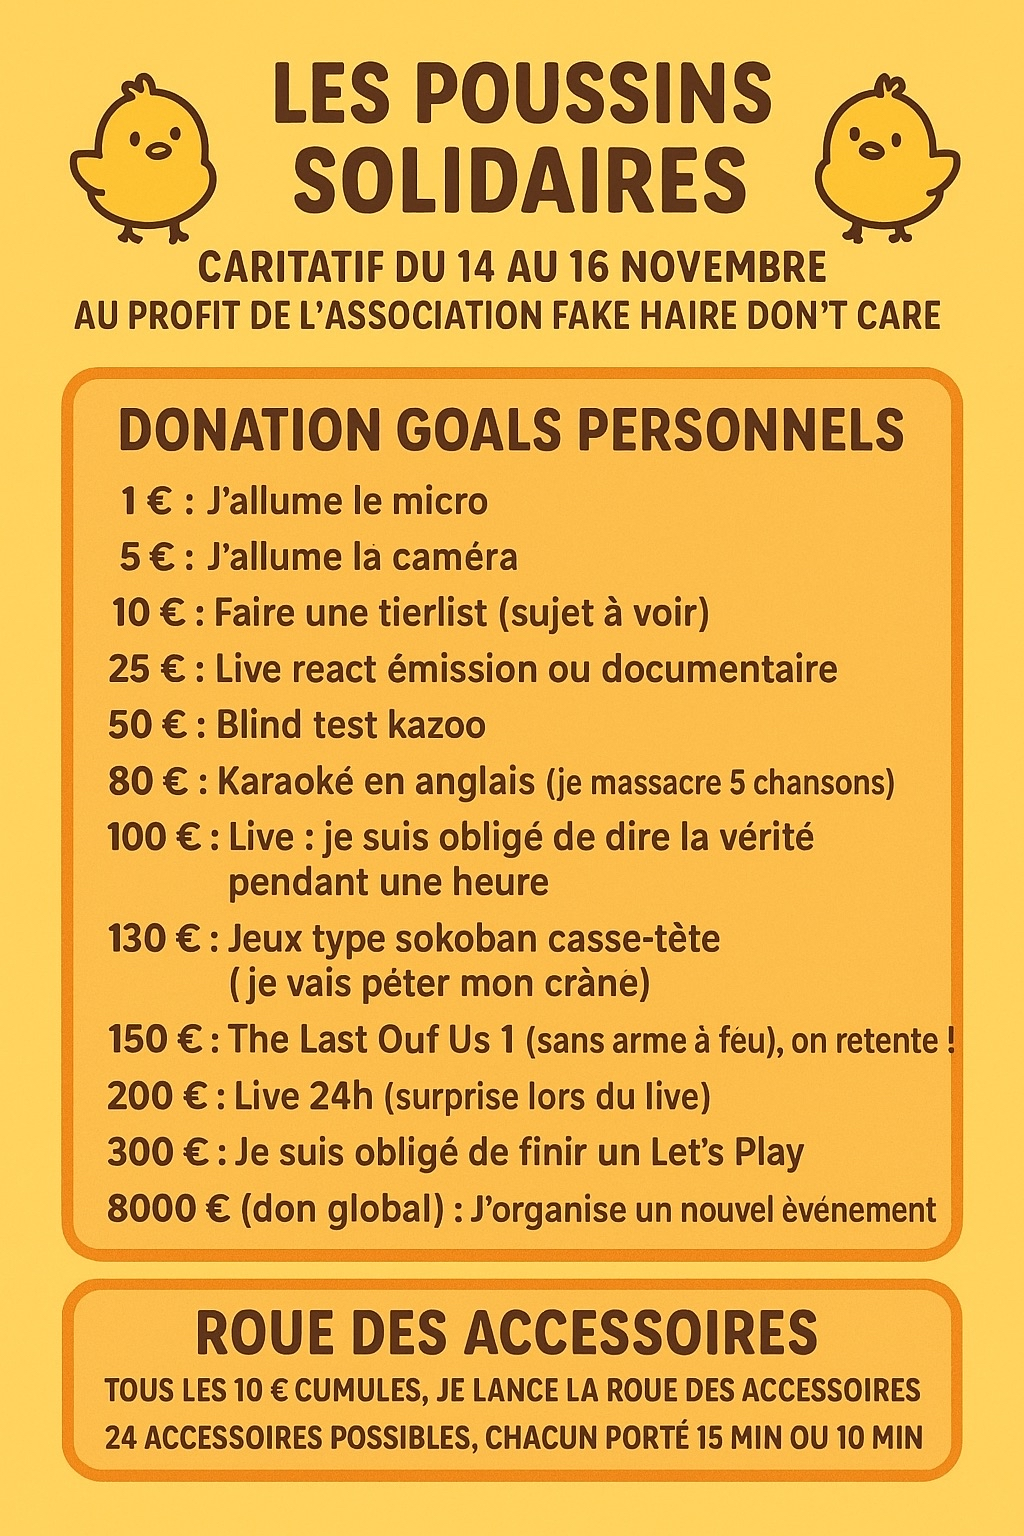 LES POUSSINS
SOLIDAIRES
CARITATIF DU 14 AU 16 NOVEMBRE
AU PROFIT DE L'ASSOCIATION FAKE HAIRE DON'T CARE
DONATION GOALS PERSONNELS
1 € : J'allume le micro
5 € : J'allume la caméra
10 € : Faire une tierlist (sujet à voir)
25 € : Live react émission ou documentaire
50 € : Blind test kazoo
80 € : Karaoké en anglais (je massacre 5 chansons)
100 € : Live : je suis obligé de dire la vérité
pendant une heure
130 € : Jeux type sokoban casse-tète
( je vais péter mon cràne)
150 € : The Last Ouf Us 1 (sans arme à féu), on retente !
200 € : Live 24h (surprise lors du live)
300 € : Je suis obligé de finir un Let's Play
8000 € (don global) : J'organise un nouvel èvénement
ROUE DES ACCESSOIRES
TOUS LES 10 € CUMULES, JE LANCE LA ROUE DES ACCESSOIRES
24 ACCESSOIRES POSSIBLES, CHACUN PORTÉ 15 MIN OU 10 MIN